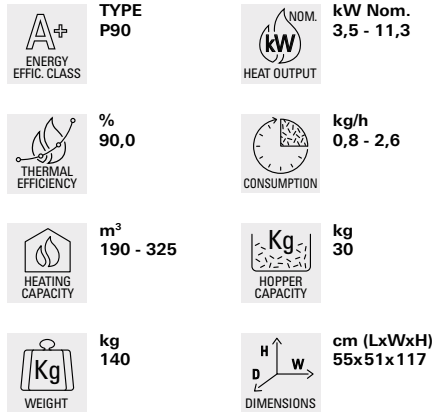 A+
ENERGY
EFFIC. CLASS
TYPE
P90
NOM.
kW
HEAT OUTPUT
kW Nom.
3,5 - 11,3
THERMAL
EFFICIENCY
%
90,0
CONSUMPTION
kg/h
0,8 - 2,6
HEATING
CAPACITY
m³
190 - 325
Kg
HOPPER
CAPACITY
kg
30
Kg
WEIGHT
kg
140
H
W
D
DIMENSIONS
cm (LxWxH)
55x51x117